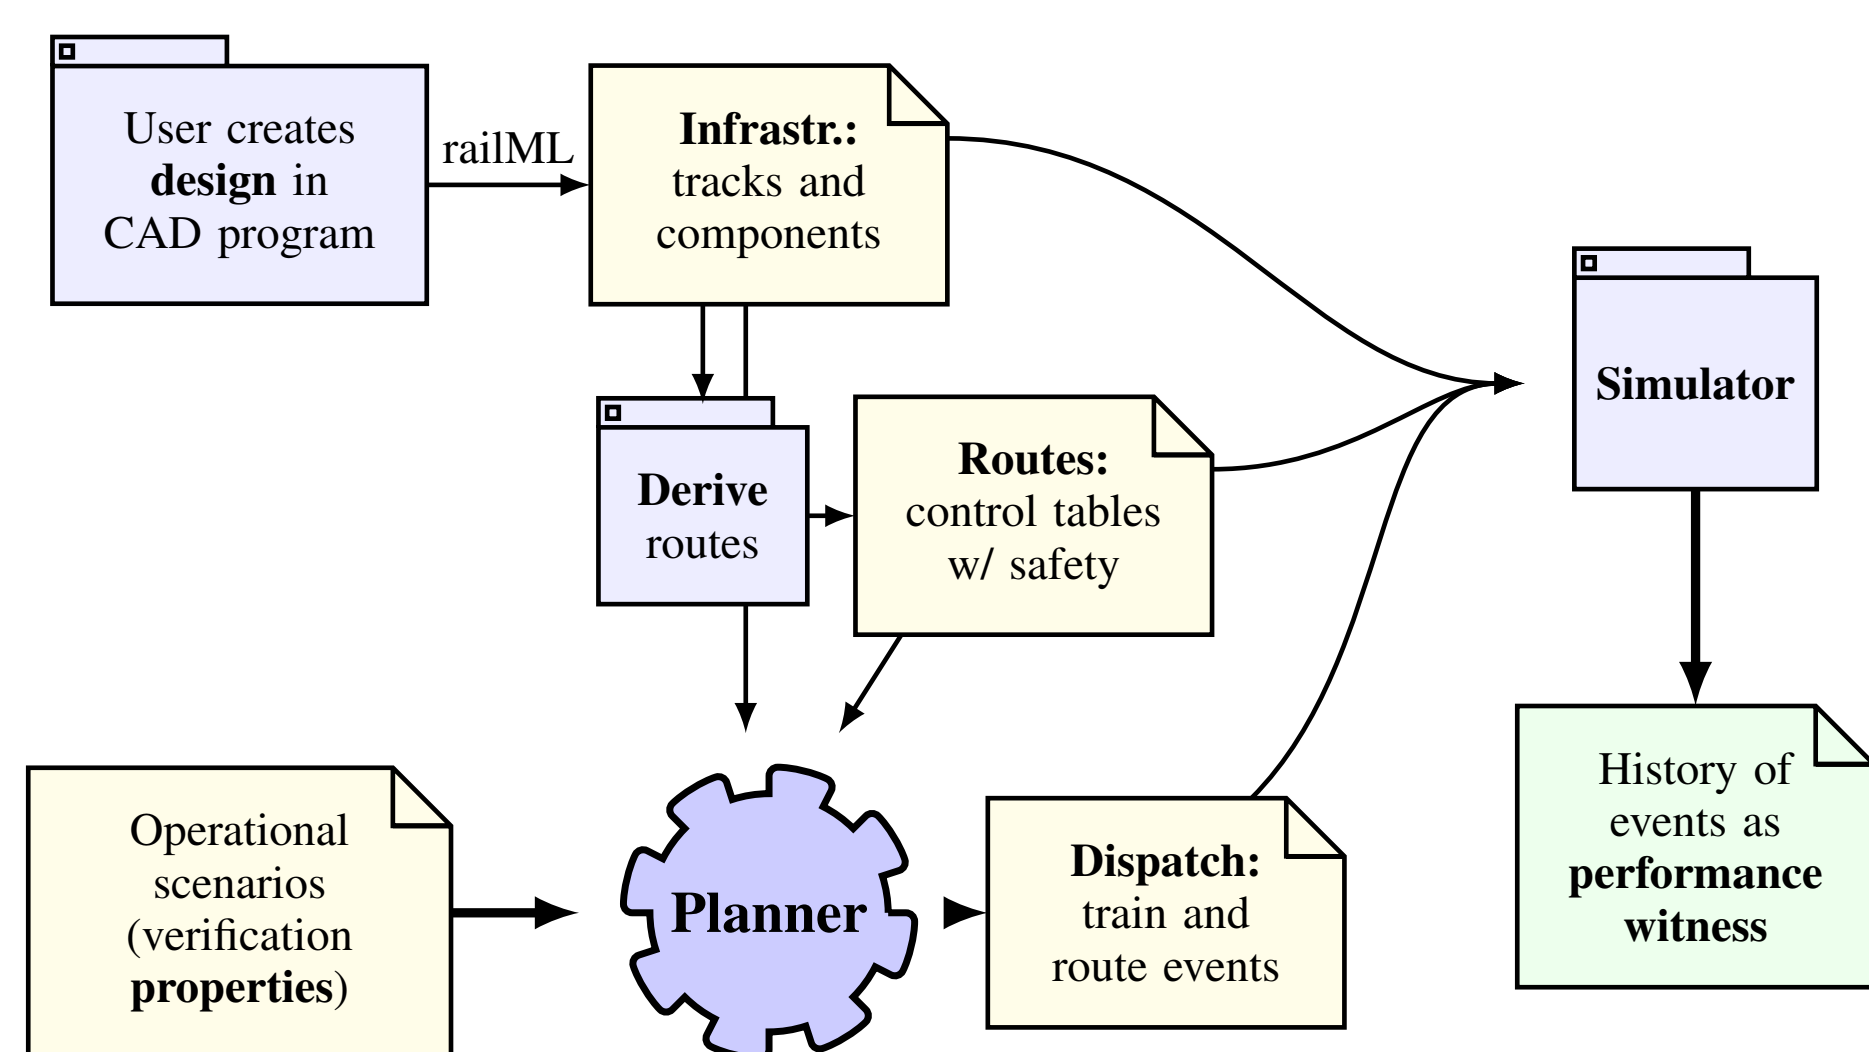 User creates
design in
CAD program
railML
Infrastr.:
tracks and
components
Derive
routes
Routes:
control tables
w/ safety
Simulator
Operational
scenarios
(verification
properties)
Planner
Dispatch:
train and
route events
History of
events as
performance
witness